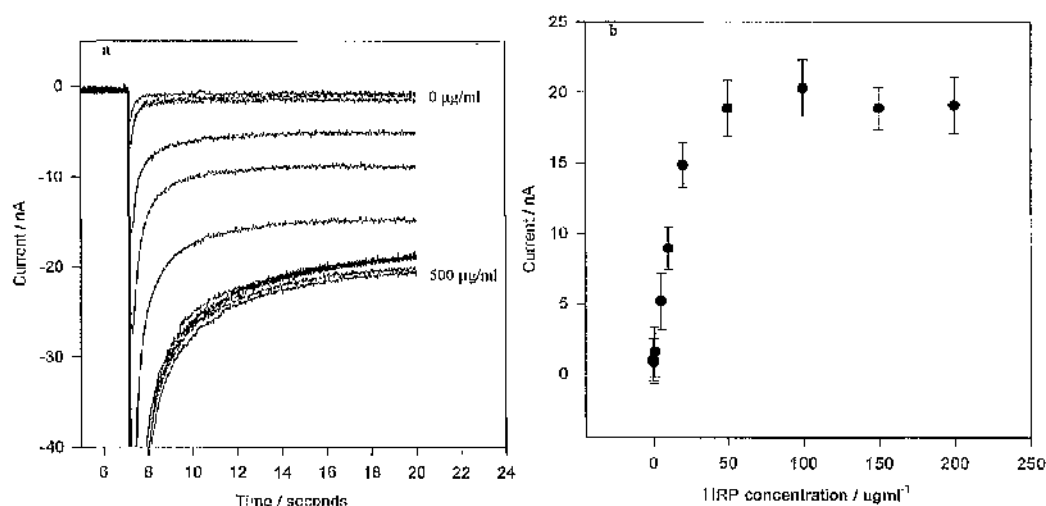 a
Current / nA
0
-10
-20
-30
-40
0 µg/ml
500 µg/ml
6 8 10 12 14 16 18 20 22 24
Time / seconds
b
Current / nA
25
20
15
10
5
0
0 50 100 150 200 250
HRP concentration / ugml⁻¹